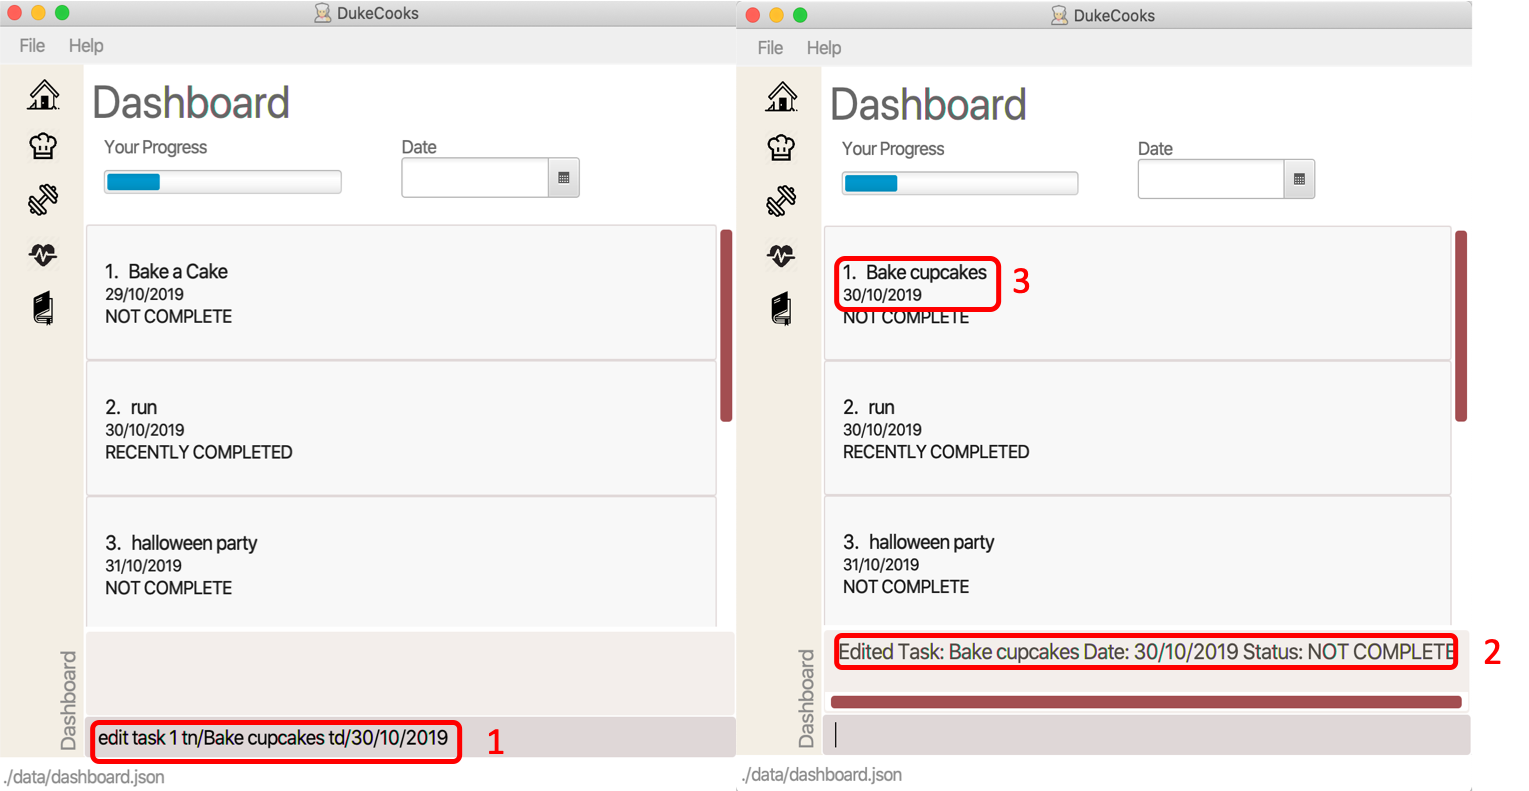 DukeCooks
File Help
Dashboard
Your Progress
Date
1. Bake a Cake
29/10/2019
NOT COMPLETE
2. run
30/10/2019
RECENTLY COMPLETED
3. halloween party
31/10/2019
NOT COMPLETE
Dashboard
edit task 1 tn/Bake cupcakes td/30/10/2019
1
./data/dashboard.json
DukeCooks
File Help
Dashboard
Your Progress
Date
1. Bake cupcakes
30/10/2019
3
NOT COMPLETE
2. run
30/10/2019
RECENTLY COMPLETED
3. halloween party
31/10/2019
NOT COMPLETE
Edited Task: Bake cupcakes Date: 30/10/2019 Status: NOT COMPLETE
2
Dashboard
./data/dashboard.json